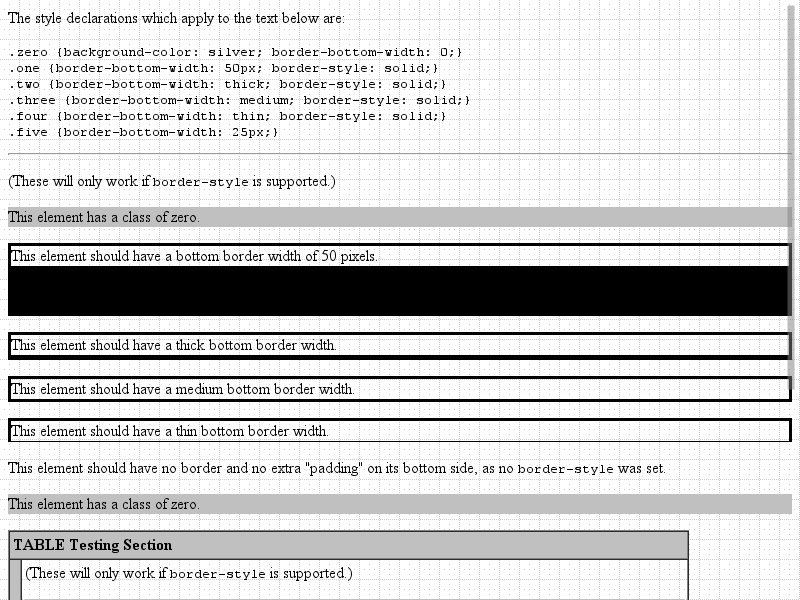 The style declarations which apply to the text below are:
.zero {background-color: silver; border-bottom-width: 0;}
.one {border-bottom-width: 50px; border-style: solid;}
.two {border-bottom-width: thick; border-style: solid;}
.three {border-bottom-width: medium; border-style: solid;}
.four {border-bottom-width: thin; border-style: solid;}
.five {border-bottom-width: 25px;}
(These will only work if border-style is supported.)
This element has a class of zero.
This element should have a bottom border width of 50 pixels.
This element should have a thick bottom border width.
This element should have a medium bottom border width.
This element should have a thin bottom border width.
This element should have no border and no extra "padding" on its bottom side, as no border-style was set.
This element has a class of zero.
TABLE Testing Section
(These will only work if border-style is supported.)